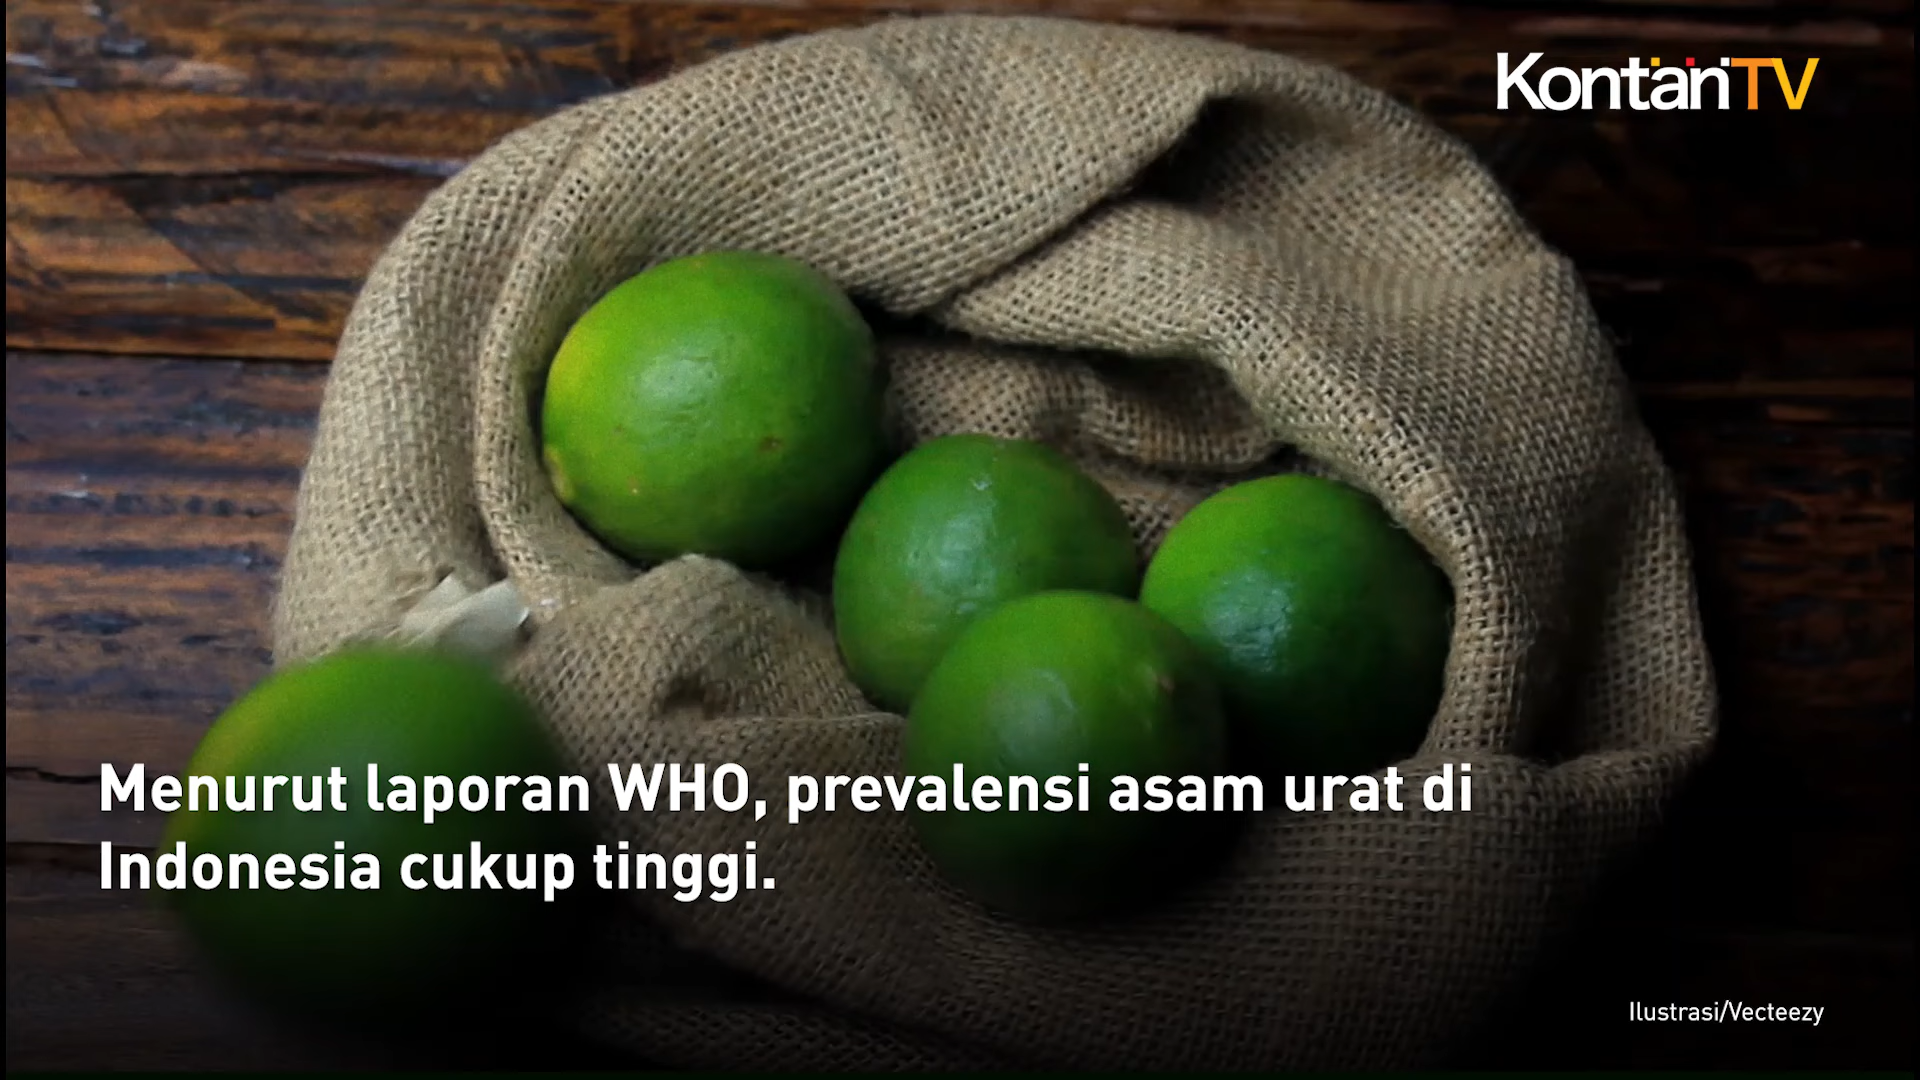 KontanTV
Menurut laporan WHO, prevalensi asam urat di
Indonesia cukup tinggi.
Ilustrasi/Vecteezy